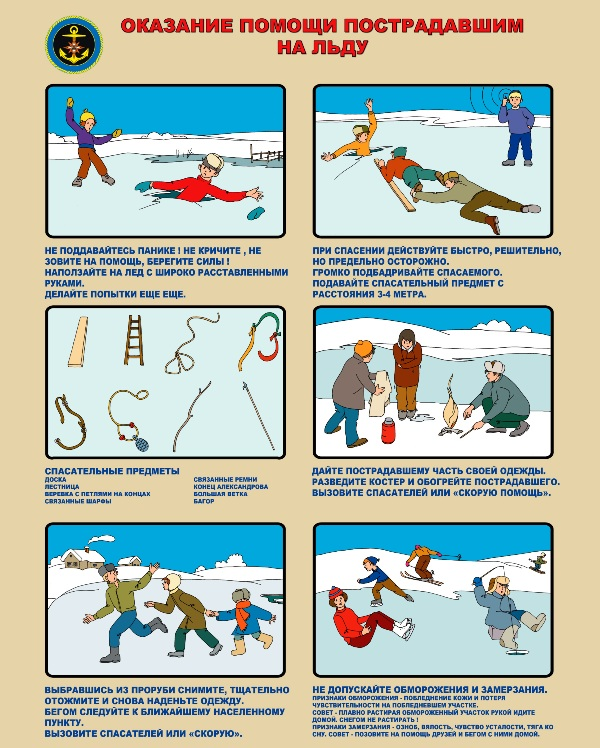 ОКАЗАНИЕ ПОМОЩИ ПОСТРАДАВШИМ
НА ЛЬДУ
НЕ ПОДДАВАЙТЕСЬ ПАНИКЕ ! НЕ КРИЧИТЕ , НЕ
ЗОВИТЕ НА ПОМОЩЬ, БЕРЕГИТЕ СИЛЫ !
НАПОЛЗАЙТЕ НА ЛЕД С ШИРОКО РАССТАВЛЕННЫМИ
РУКАМИ.
ДЕЛАЙТЕ ПОПЫТКИ ЕЩЕ ЕЩЕ.
ПРИ СПАСЕНИИ ДЕЙСТВУЙТЕ БЫСТРО, РЕШИТЕЛЬНО,
НО ПРЕДЕЛЬНО ОСТОРОЖНО.
ГРОМКО ПОДБАДРИВАЙТЕ СПАСАЕМОГО.
ПОДАВАЙТЕ СПАСАТЕЛЬНЫЙ ПРЕДМЕТ С
РАССТОЯНИЯ 3-4 МЕТРА.
СПАСАТЕЛЬНЫЕ ПРЕДМЕТЫ
ДОСКА
ЛЕСТНИЦА
ВЕРЕВКА С ПЕТЛЯМИ НА КОНЦАХ
СВЯЗАННЫЕ ШАРФЫ
СВЯЗАННЫЕ РЕМНИ
КОНЕЦ АЛЕКСАНДРОВА
БОЛЬШАЯ ВЕТКА
БАГОР
ДАЙТЕ ПОСТРАДАВШЕМУ ЧАСТЬ СВОЕЙ ОДЕЖДЫ.
РАЗВЕДИТЕ КОСТЕР И ОБОГРЕЙТЕ ПОСТРАДАВШЕГО.
ВЫЗОВИТЕ СПАСАТЕЛЕЙ ИЛИ «СКОРУЮ ПОМОЩЬ».
ВЫБРАВШИСЬ ИЗ ПРОРУБИ СНИМИТЕ, ТЩАТЕЛЬНО
ОТОЖМИТЕ И СНОВА НАДЕНЬТЕ ОДЕЖДУ.
БЕГОМ СЛЕДУЙТЕ К БЛИЖАЙШЕМУ НАСЕЛЕННОМУ
ПУНКТУ.
ВЫЗОВИТЕ СПАСАТЕЛЕЙ ИЛИ «СКОРУЮ».
НЕ ДОПУСКАЙТЕ ОБМОРОЖЕНИЯ И ЗАМЕРЗАНИЯ.
ПРИЗНАКИ ОБМОРОЖЕНИЯ - ПОБЛЕДНЕНИЕ КОЖИ И ПОТЕРЯ
ЧУВСТВИТЕЛЬНОСТИ НА ПОБЛЕДНЕВШЕМ УЧАСТКЕ.
СОВЕТ - ПЛАВНО РАСТИРАЯ ОБМОРОЖЕННЫЙ УЧАСТОК РУКОЙ ИДИТЕ
ДОМОЙ. СНЕГОМ НЕ РАСТИРАТЬ !
ПРИЗНАКИ ЗАМЕРЗАНИЯ - ОЗНОБ, ВЯЛОСТЬ, ЧУВСТВО УСТАЛОСТИ, ТЯГА КО
СНУ. СОВЕТ - ПОЗОВИТЕ НА ПОМОЩЬ ДРУЗЕЙ И БЕГОМ С НИМИ ДОМОЙ.